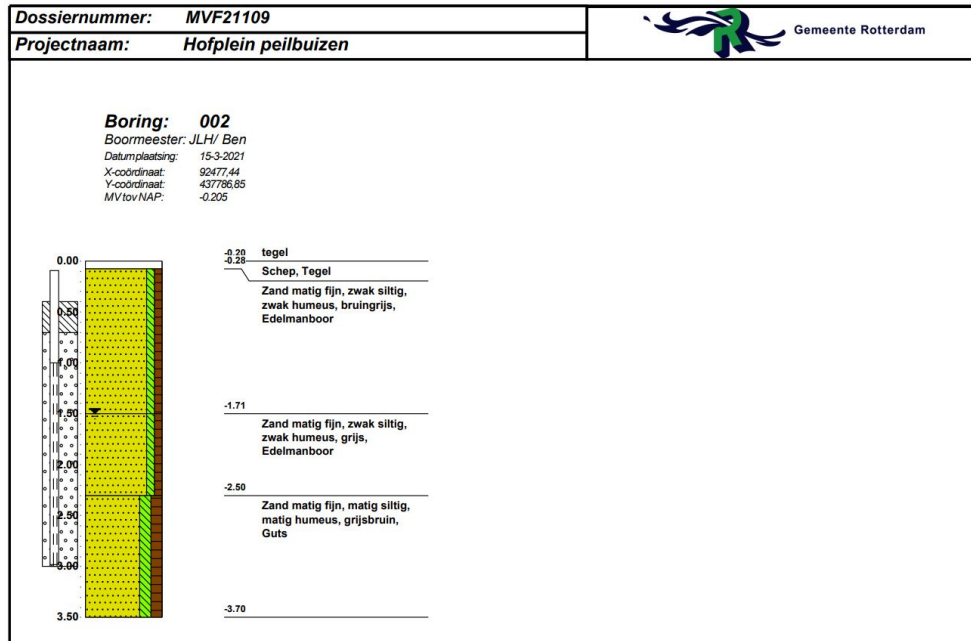 Dossiernummer: MVF21109
Projectnaam: Hofplein peilbuizen
R Gemeente Rotterdam
Boring: 002
Boormeester: JLH/ Ben
Datumplaatsing: 15-3-2021
X-coördinaat: 92477,44
Y-coördinaat: 437786,85
MV tov NAP: -0.205
0.00
0.50
1.00
1.50
2.00
2.50
3.00
3.50
-0.20 tegel
-0.28
Schep, Tegel
Zand matig fijn, zwak siltig,
zwak humeus, bruingrijs,
Edelmanboor
-1.71
Zand matig fijn, zwak siltig,
zwak humeus, grijs,
Edelmanboor
-2.50
Zand matig fijn, matig siltig,
matig humeus, grijsbruin,
Guts
-3.70